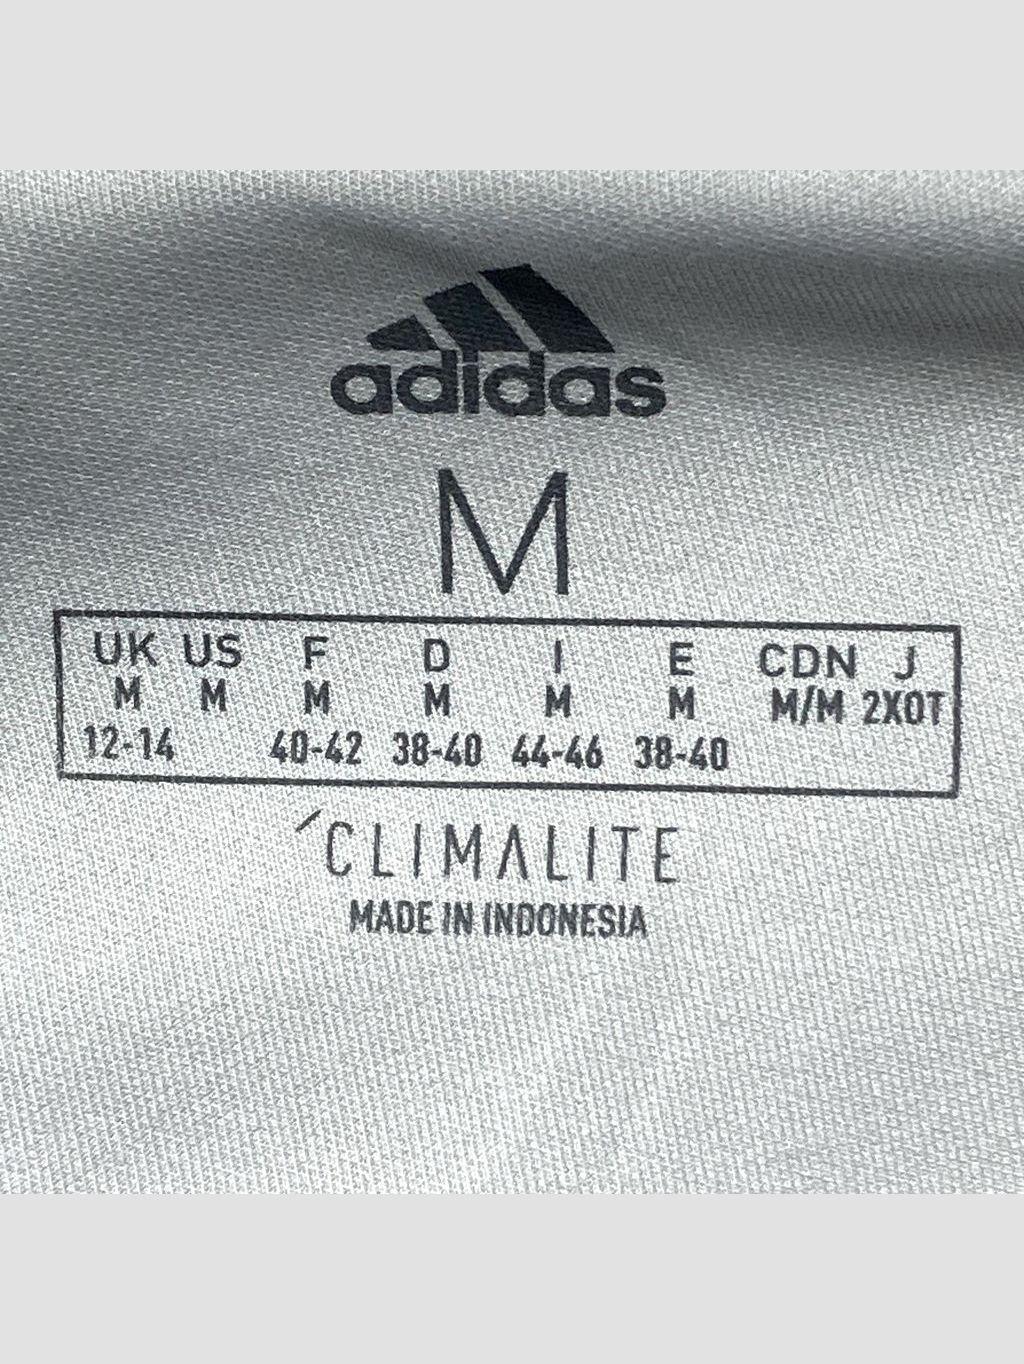 adidas
M
UK US F D I E CDN J
M M M M M M M/M 2XOT
12-14 40-42 38-40 44-46 38-40
CLIMALITE
MADE IN INDONESIA